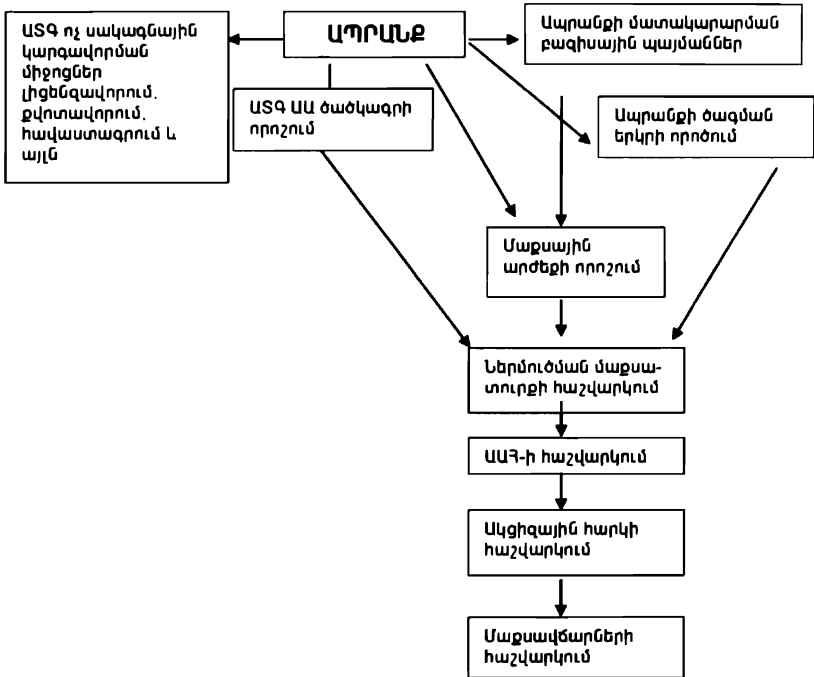 ԱՏԳ ոչ սակագնային
կարգավորման
միջոցներ
լիցենզավորում.
քվոտավորում.
հավաստագրում և
այլն
ԱՊՐԱՆՔ
Ապրանքի մատակարարման
բազիսային պայմաններ
ԱՏԳ ԱԱ ծածկագրի
որոշում
Ապրանքի ծագման
երկրի որոծում
Մաքսային
արժեքի որոշում
Ներմուծման մաքսա-
տուրքի հաշվարկում
ԱԱՀ-ի հաշվարկում
Ակցիզային հարկի
հաշվարկում
Մաքսավճարների
հաշվարկում